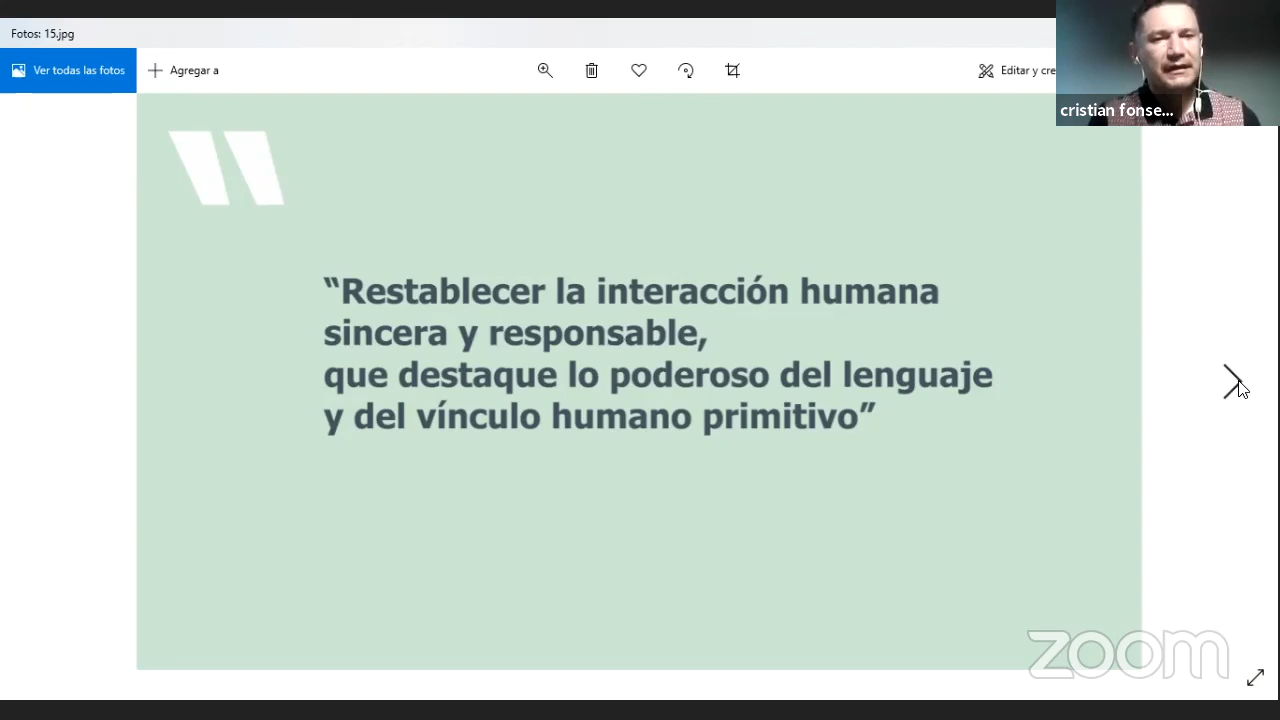 Fotos: 15.jpg
Ver todas las fotos
Agregar a
Editar y cre
cristian fonse...
“Restablecer la interacción humana
sincera y responsable,
que destaque lo poderoso del lenguaje
y del vínculo humano primitivo”
zoom